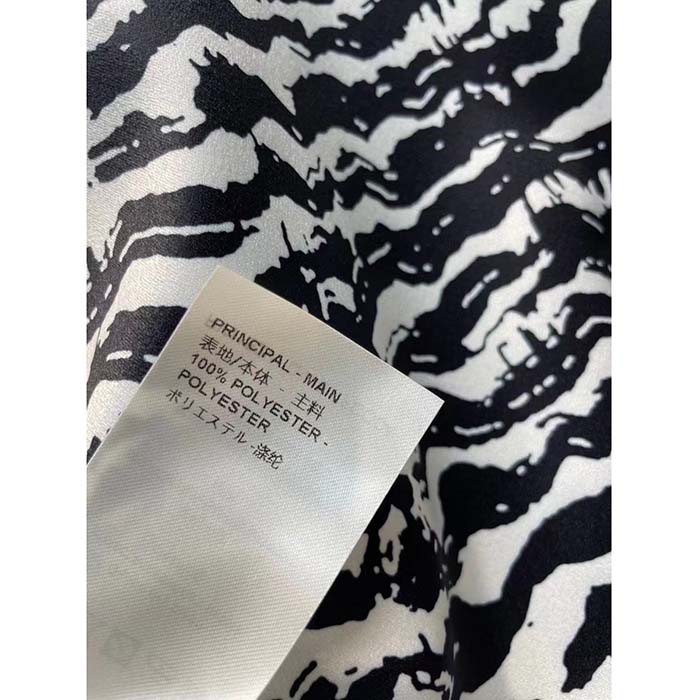 PRINCIPAL - MAIN
表地/本体 - 主料
100% POLYESTER -
POLYESTER
ポリエステル -涤纶